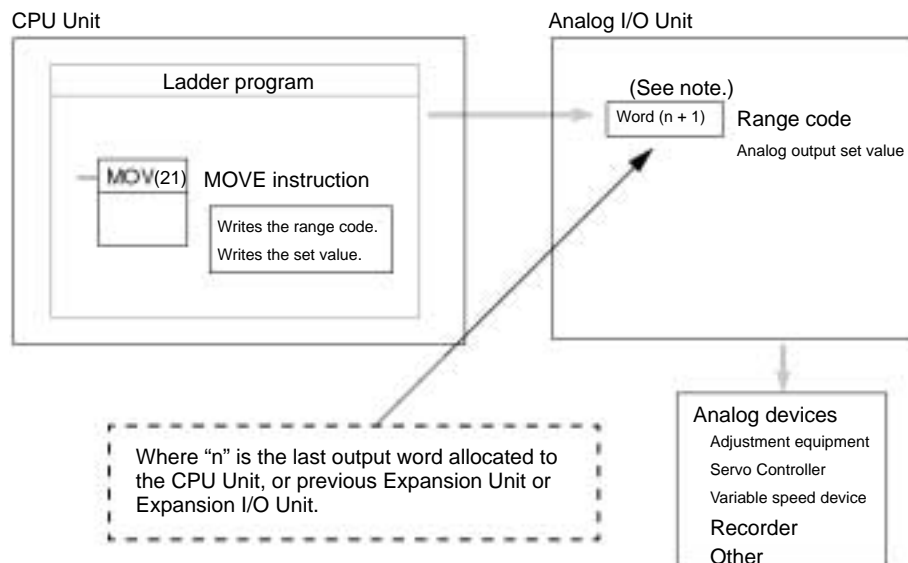 CPU Unit
Analog I/O Unit
Ladder program
(See note.)
Word (n + 1)
Range code
Analog output set value
MOV(21)
MOVE instruction
Writes the range code.
Writes the set value.
Where “n” is the last output word allocated to
the CPU Unit, or previous Expansion Unit or
Expansion I/O Unit.
Analog devices
Adjustment equipment
Servo Controller
Variable speed device
Recorder
Other